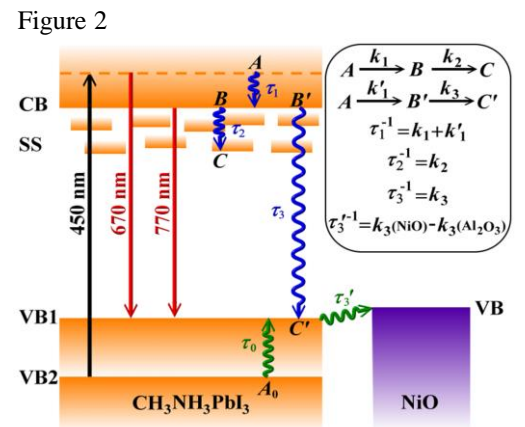 Figure 2
A
τ₁
CB
B
B'
τ₂
SS
C
450 nm
670 nm
770 nm
τ₃
VB1
C'
τ₃'
VB
τ₀
VB2
A₀
CH₃NH₃PbI₃
NiO
A —k₁→ B —k₂→ C
A —k'₁→ B' —k₃→ C'
τ₁⁻¹=k₁+k'₁
τ₂⁻¹=k₂
τ₃⁻¹=k₃
τ₃'⁻¹=k₃(NiO)-k₃(Al₂O₃)